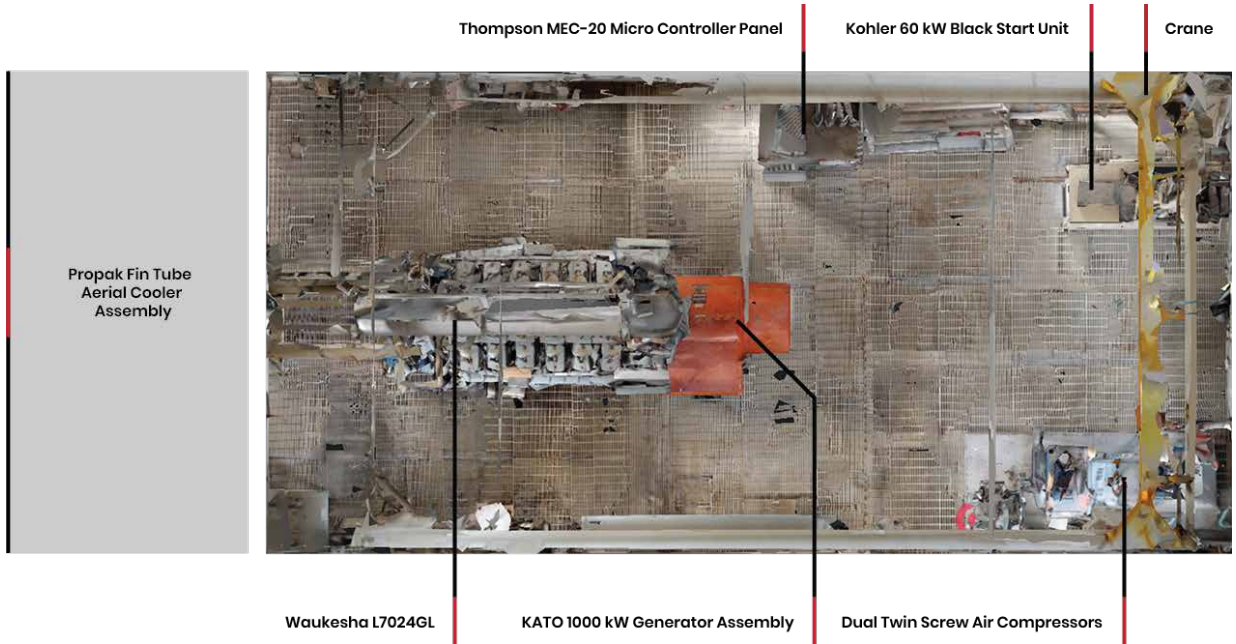 Thompson MEC-20 Micro Controller Panel
Kohler 60 kW Black Start Unit
Crane
Propak Fin Tube
Aerial Cooler
Assembly
Waukesha L7024GL
KATO 1000 kW Generator Assembly
Dual Twin Screw Air Compressors